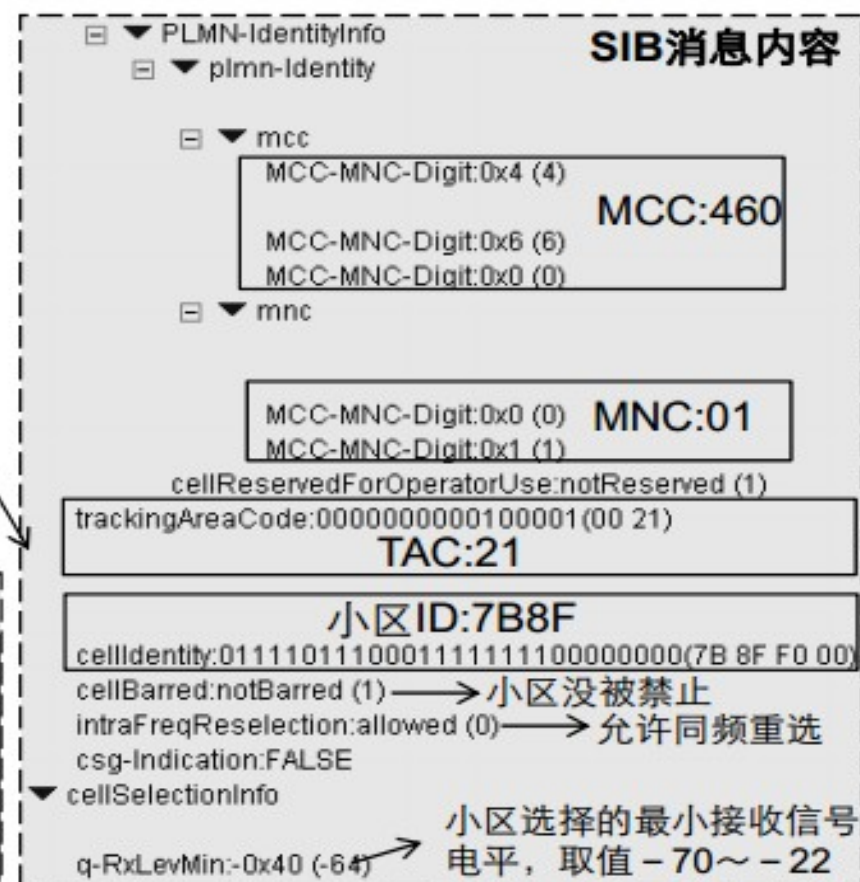 PLMN-IdentityInfo
SIB消息内容
plmn-Identity
mcc
MCC-MNC-Digit:0x4 (4)
MCC:460
MCC-MNC-Digit:0x6 (6)
MCC-MNC-Digit:0x0 (0)
mnc
MCC-MNC-Digit:0x0 (0)
MNC:01
MCC-MNC-Digit:0x1 (1)
cellReservedForOperatorUse:notReserved (1)
trackingAreaCode:0000000000100001(00 21)
TAC:21
小区ID:7B8F
cellIdentity:0111101110001111111100000000(7B 8F F0 00)
cellBarred:notBarred (1)
小区没被禁止
intraFreqReselection:allowed (0)
允许同频重选
csg-Indication:FALSE
cellSelectionInfo
小区选择的最小接收信号
q-RxLevMin:-0x40 (-64)
电平，取值－70～－22